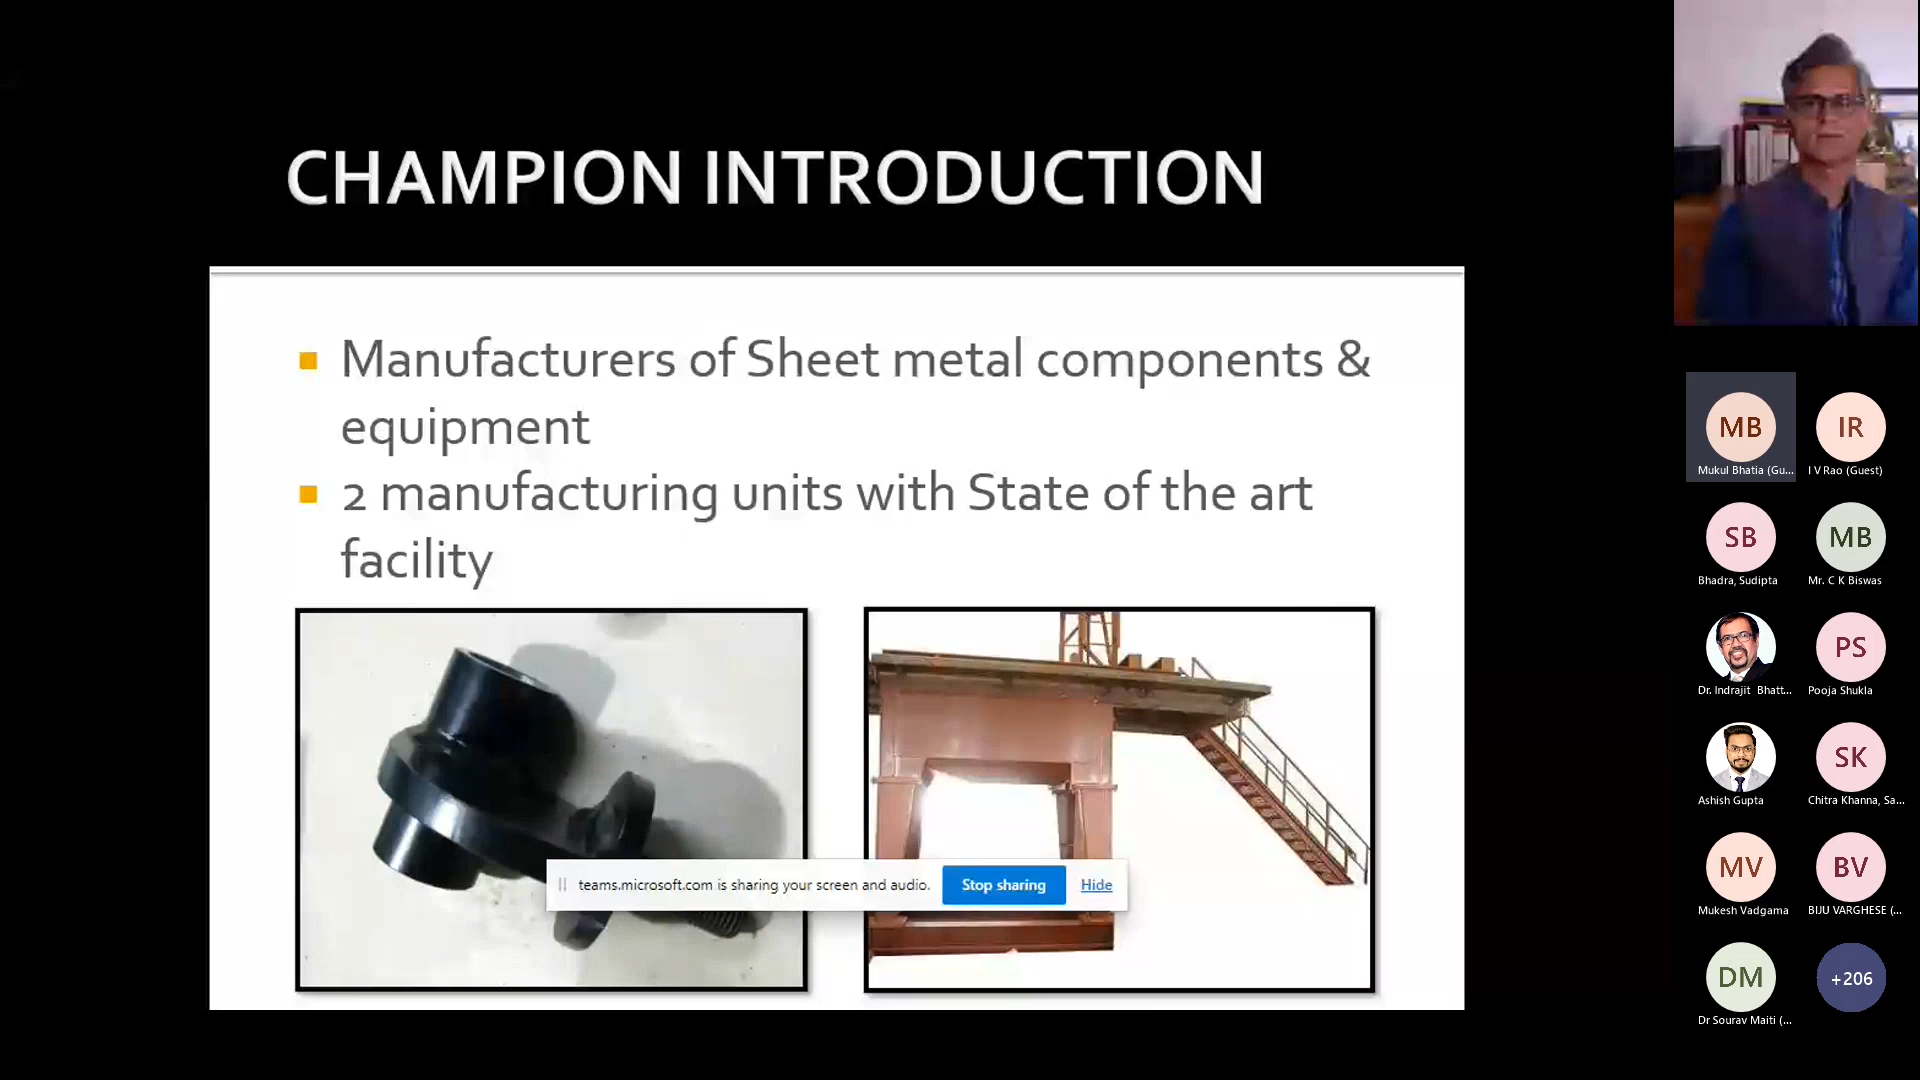 CHAMPION INTRODUCTION
Manufacturers of Sheet metal components &
equipment
2 manufacturing units with State of the art
facility
teams.microsoft.com is sharing your screen and audio.
Stop sharing
Hide
MB
IR
Mukul Bhatia (Gu...
I V Rao (Guest)
SB
MB
Bhadra, Sudipta
Mr. C K Biswas
PS
Dr. Indrajit Bhatt...
Pooja Shukla
SK
Ashish Gupta
Chitra Khanna, Sa...
MV
BV
Mukesh Vadgama
BIJU VARGHESE (...
DM
+206
Dr Sourav Maiti (...